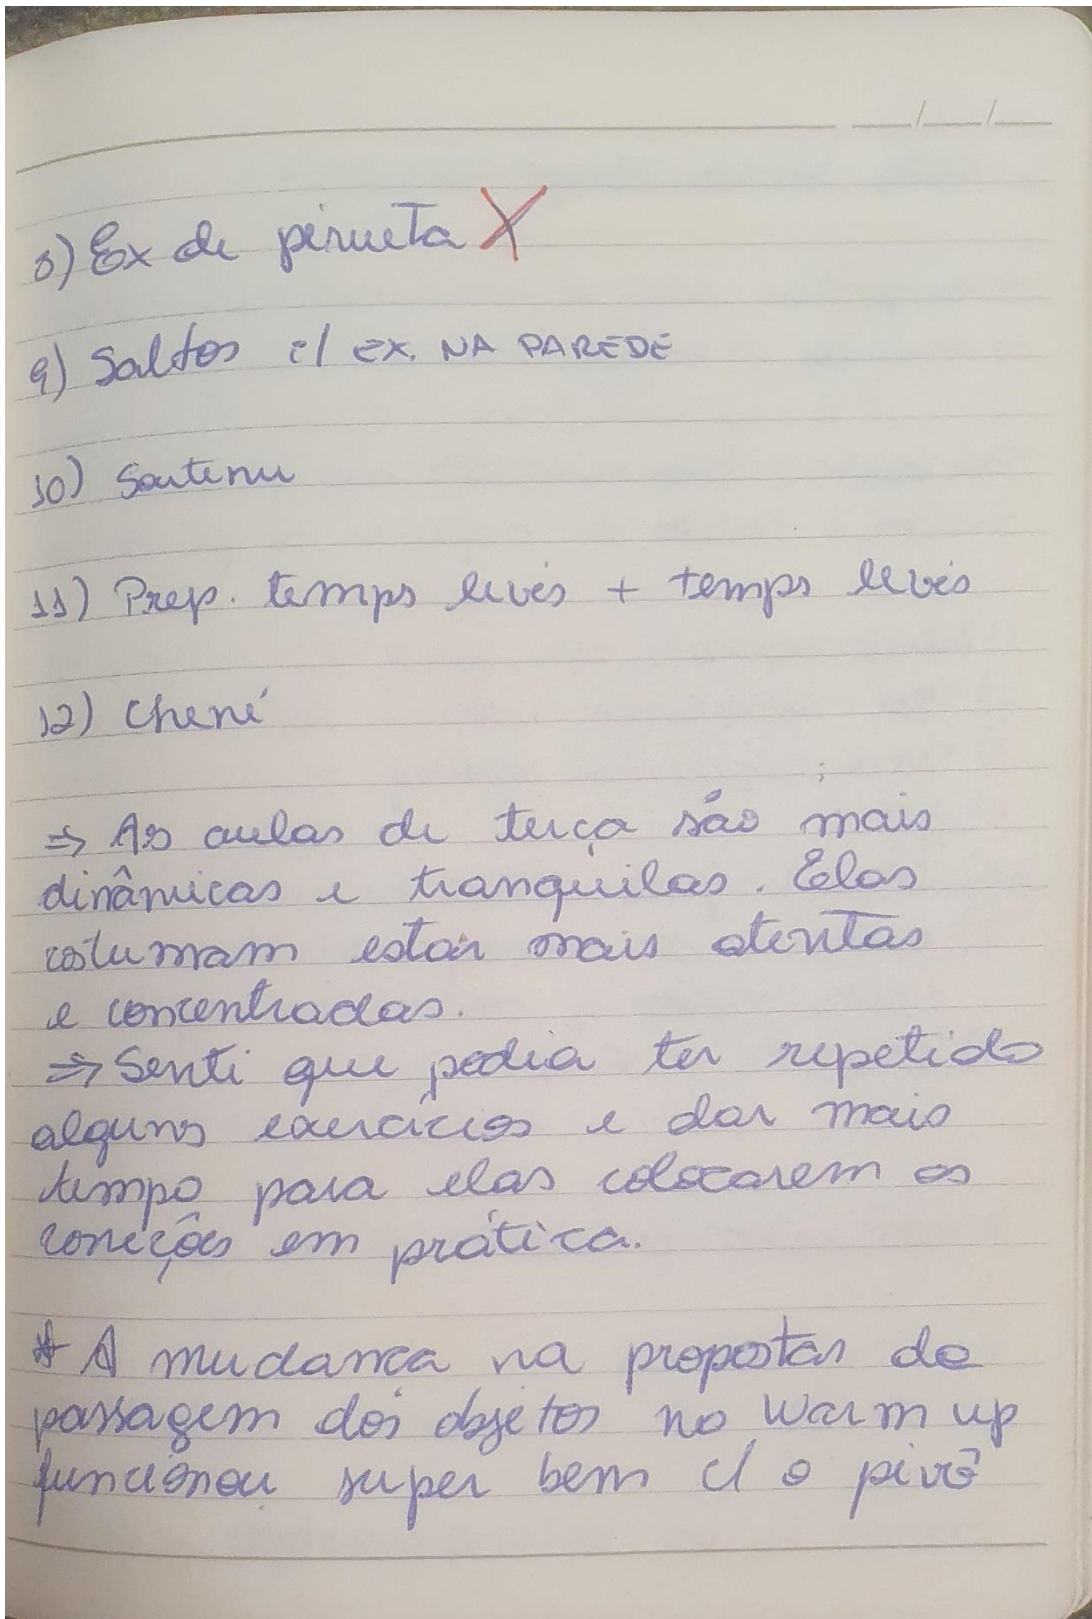 __/__/__
8) Ex de pirueta X
9) Saltos c/ EX. NA PAREDE
10) Soutenu
11) Prep. temps levés + temps levés
12) Chené
⇒ As aulas de terça são mais
dinâmicas e tranquilas. Elas
costumam estar mais atentas
e concentradas.
⇒ Senti que podia ter repetido
alguns exercícios e dar mais
tempo para elas colocarem as
correções em prática.
* A mudança na propostas de
passagem dos objetos no warm up
funcionou super bem c/ o pivô